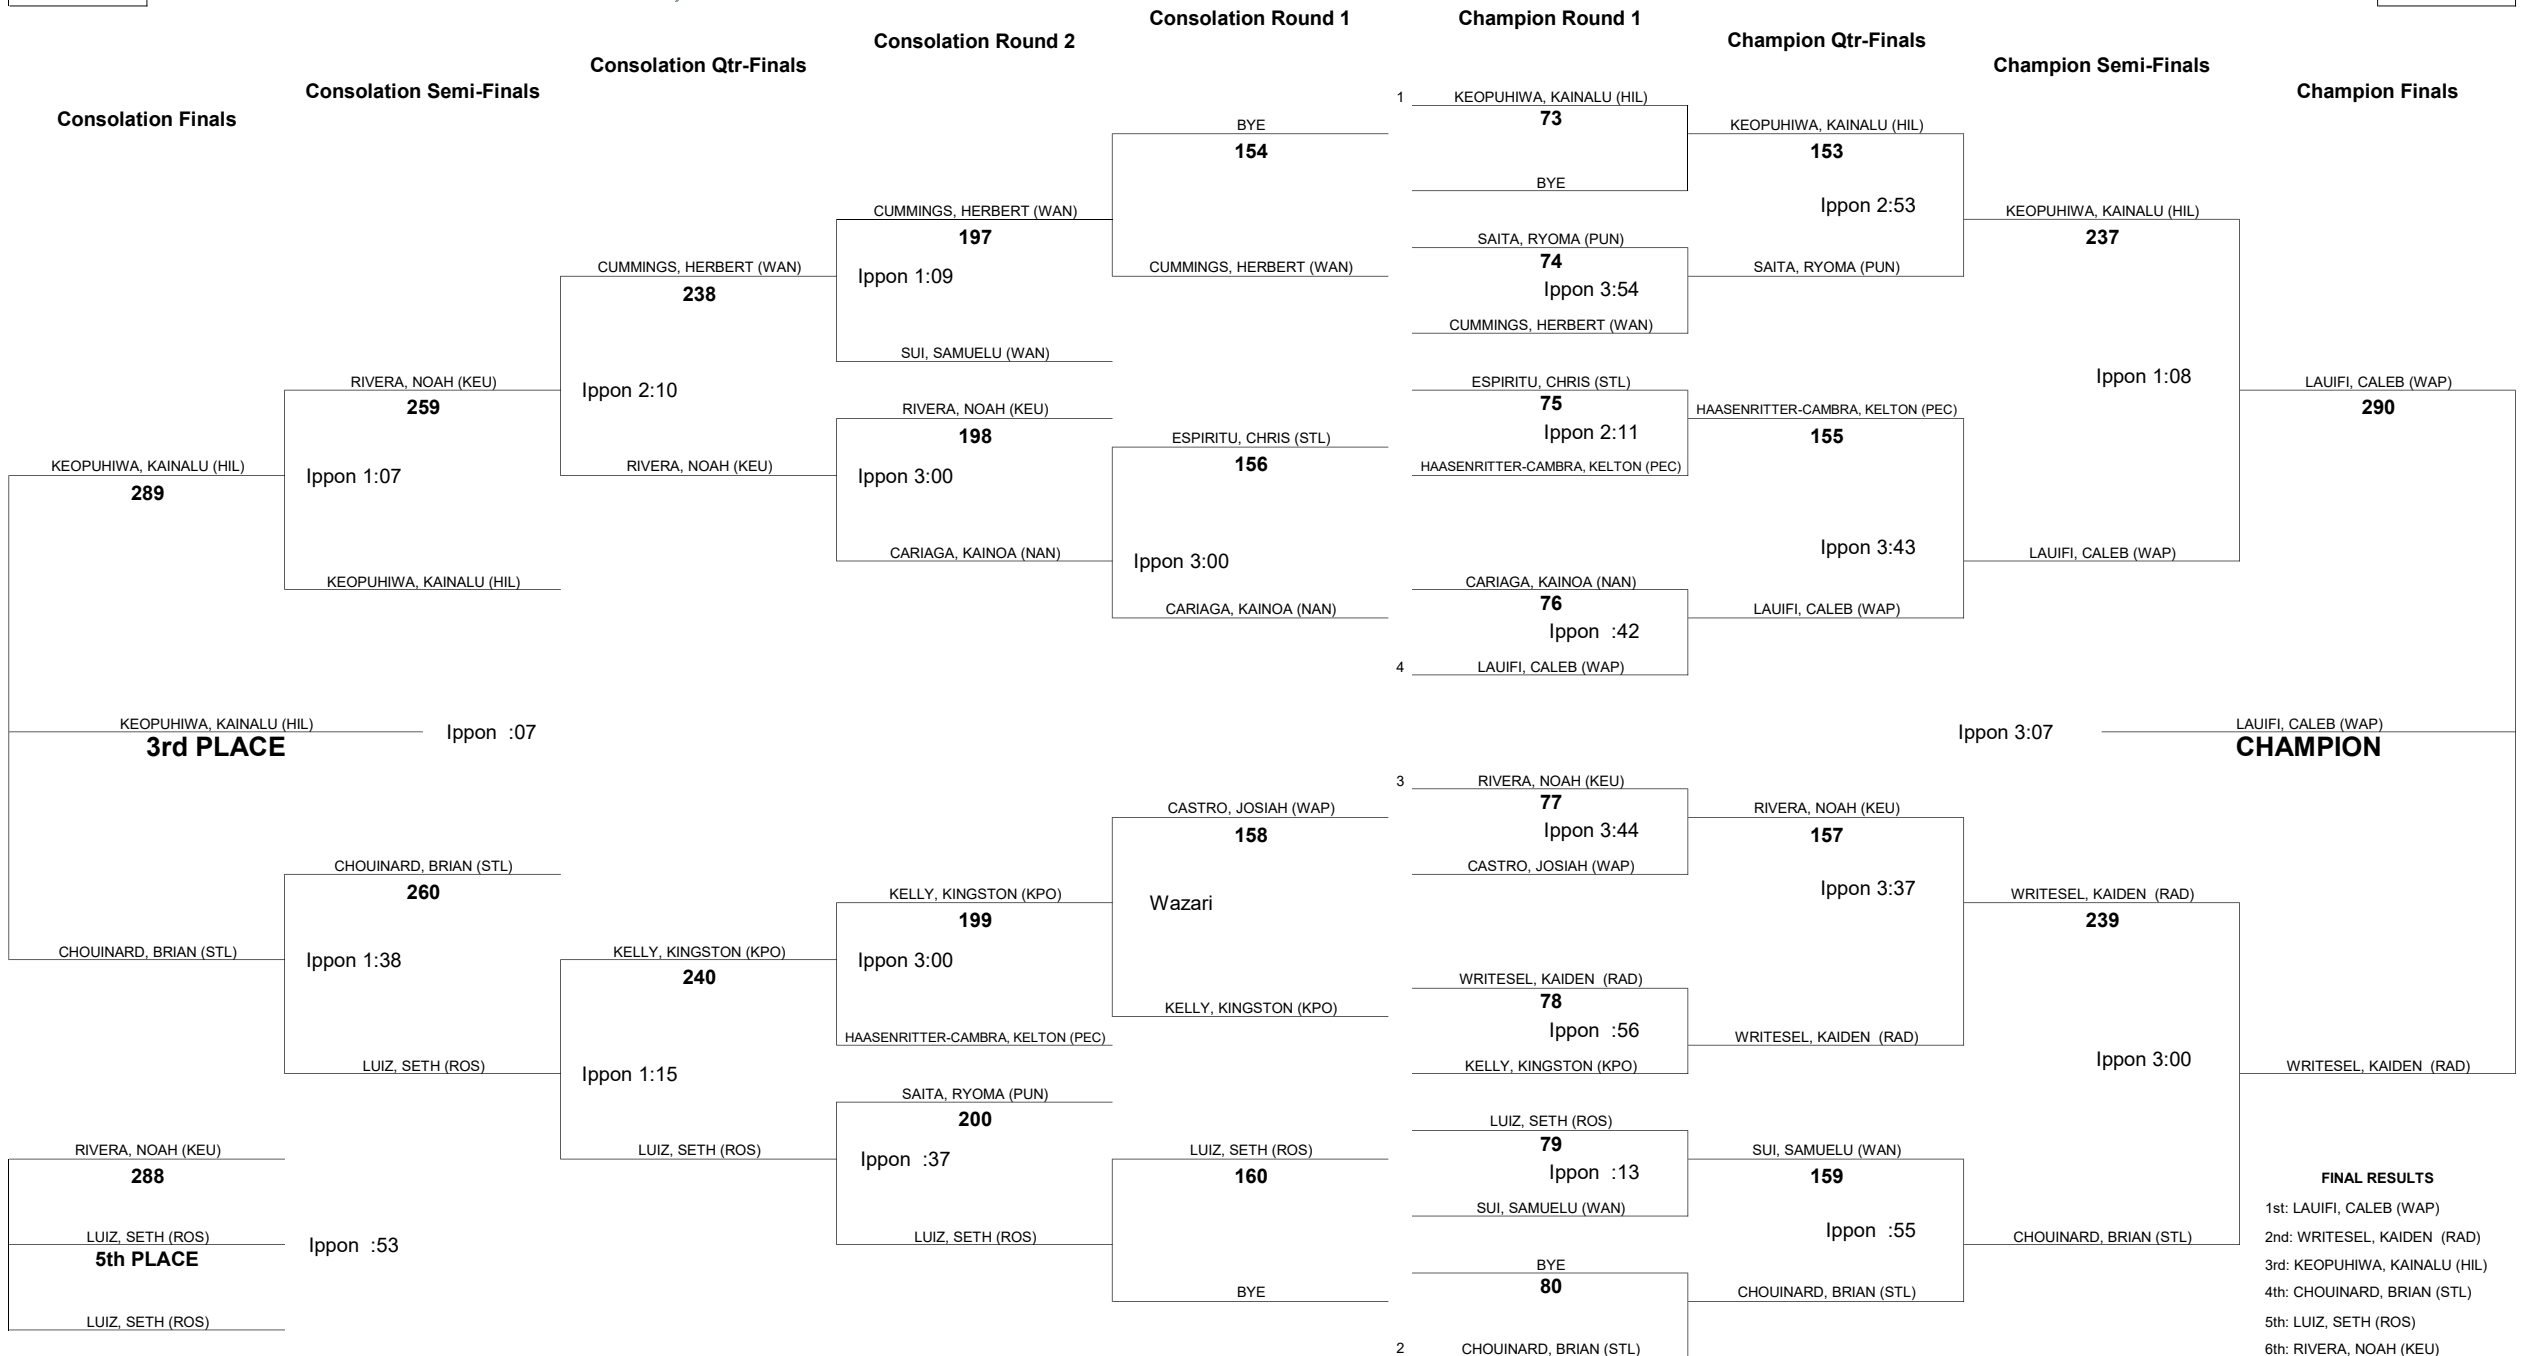 Consolation Round 1
Champion Round 1
Consolation Round 2
Champion Qtr-Finals
Consolation Qtr-Finals
Champion Semi-Finals
Consolation Semi-Finals
Champion Finals
Consolation Finals
KEOPUHIWA, KAINALU (HIL)
289
CHOUINARD, BRIAN (STL)
KEOPUHIWA, KAINALU (HIL)
3rd PLACE
Ippon :07
RIVERA, NOAH (KEU)
288
LUIZ, SETH (ROS)
5th PLACE
Ippon :53
LUIZ, SETH (ROS)
RIVERA, NOAH (KEU)
259
Ippon 1:07
KEOPUHIWA, KAINALU (HIL)
CHOUINARD, BRIAN (STL)
260
Ippon 1:38
LUIZ, SETH (ROS)
CUMMINGS, HERBERT (WAN)
238
Ippon 2:10
RIVERA, NOAH (KEU)
KELLY, KINGSTON (KPO)
240
Ippon 1:15
LUIZ, SETH (ROS)
CUMMINGS, HERBERT (WAN)
197
Ippon 1:09
SUI, SAMUELU (WAN)
RIVERA, NOAH (KEU)
198
Ippon 3:00
CARIAGA, KAINOA (NAN)
KELLY, KINGSTON (KPO)
199
Ippon 3:00
HAASENRITTER-CAMBRA, KELTON (PEC)
SAITA, RYOMA (PUN)
200
Ippon :37
LUIZ, SETH (ROS)
BYE
154
CUMMINGS, HERBERT (WAN)
ESPIRITU, CHRIS (STL)
156
Ippon 3:00
CARIAGA, KAINOA (NAN)
CASTRO, JOSIAH (WAP)
158
Wazari
KELLY, KINGSTON (KPO)
LUIZ, SETH (ROS)
160
BYE
1 KEOPUHIWA, KAINALU (HIL)
73
BYE
SAITA, RYOMA (PUN)
74
Ippon 3:54
CUMMINGS, HERBERT (WAN)
ESPIRITU, CHRIS (STL)
75
Ippon 2:11
HAASENRITTER-CAMBRA, KELTON (PEC)
CARIAGA, KAINOA (NAN)
76
Ippon :42
4 LAUIFI, CALEB (WAP)
3 RIVERA, NOAH (KEU)
77
Ippon 3:44
CASTRO, JOSIAH (WAP)
WRITESEL, KAIDEN (RAD)
78
Ippon :56
KELLY, KINGSTON (KPO)
LUIZ, SETH (ROS)
79
Ippon :13
SUI, SAMUELU (WAN)
BYE
80
2 CHOUINARD, BRIAN (STL)
KEOPUHIWA, KAINALU (HIL)
153
Ippon 2:53
SAITA, RYOMA (PUN)
HAASENRITTER-CAMBRA, KELTON (PEC)
155
Ippon 3:43
LAUIFI, CALEB (WAP)
RIVERA, NOAH (KEU)
157
Ippon 3:37
WRITESEL, KAIDEN (RAD)
SUI, SAMUELU (WAN)
159
Ippon :55
CHOUINARD, BRIAN (STL)
KEOPUHIWA, KAINALU (HIL)
237
Ippon 1:08
LAUIFI, CALEB (WAP)
WRITESEL, KAIDEN (RAD)
239
Ippon 3:00
CHOUINARD, BRIAN (STL)
LAUIFI, CALEB (WAP)
290
Ippon 3:07
LAUIFI, CALEB (WAP)
CHAMPION
WRITESEL, KAIDEN (RAD)
FINAL RESULTS
1st: LAUIFI, CALEB (WAP)
2nd: WRITESEL, KAIDEN (RAD)
3rd: KEOPUHIWA, KAINALU (HIL)
4th: CHOUINARD, BRIAN (STL)
5th: LUIZ, SETH (ROS)
6th: RIVERA, NOAH (KEU)